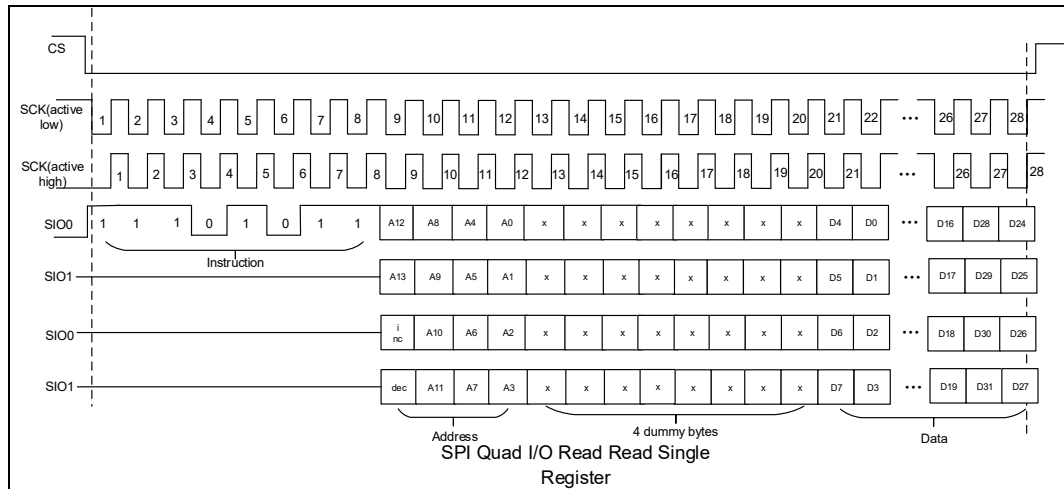 CS
SCK(active low) 1 2 3 4 5 6 7 8 9 10 11 12 13 14 15 16 17 18 19 20 21 22 ••• 26 27 28
SCK(active high) 1 2 3 4 5 6 7 8 9 10 11 12 13 14 15 16 17 18 19 20 21 ••• 26 27 28
SIO0 1 1 1 0 1 0 1 1 A12 A8 A4 A0 x x x x x x x x D4 D0 ••• D16 D28 D24
Instruction
SIO1 A13 A9 A5 A1 x x x x x x x x D5 D1 ••• D17 D29 D25
SIO0 i nc A10 A6 A2 x x x x x x x x D6 D2 ••• D18 D30 D26
SIO1 dec A11 A7 A3 x x x x x x x x D7 D3 ••• D19 D31 D27
Address 4 dummy bytes Data
SPI Quad I/O Read Read Single
Register